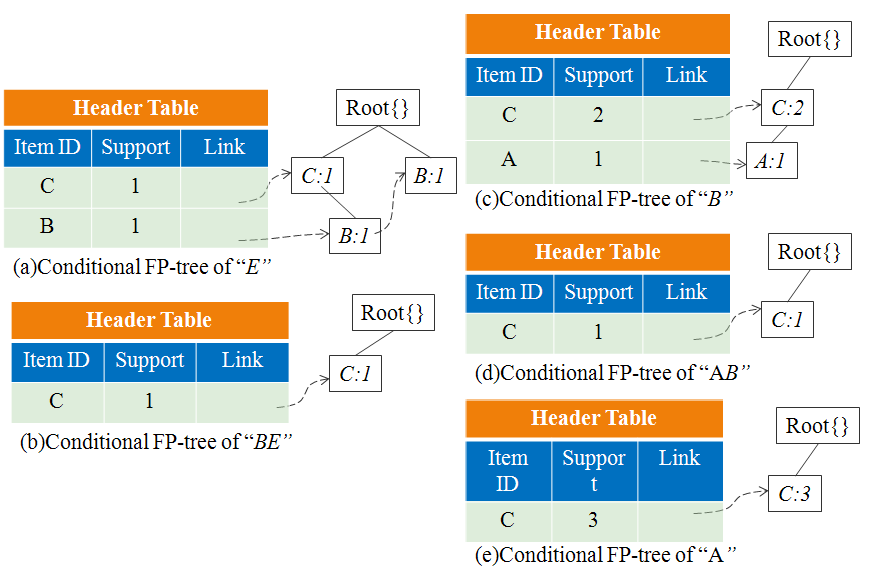 Header Table
Item ID Support Link
C 1
B 1
Root{}
C:1
B:1
B:1
(a)Conditional FP-tree of “E”
Header Table
Item ID Support Link
C 1
Root{}
C:1
(b)Conditional FP-tree of “BE”
Header Table
Item ID Support Link
C 2
A 1
Root{}
C:2
A:1
(c)Conditional FP-tree of “B”
Header Table
Item ID Support Link
C 1
Root{}
C:1
(d)Conditional FP-tree of “AB”
Header Table
Item Suppor Link
ID t
C 3
Root{}
C:3
(e)Conditional FP-tree of “A”